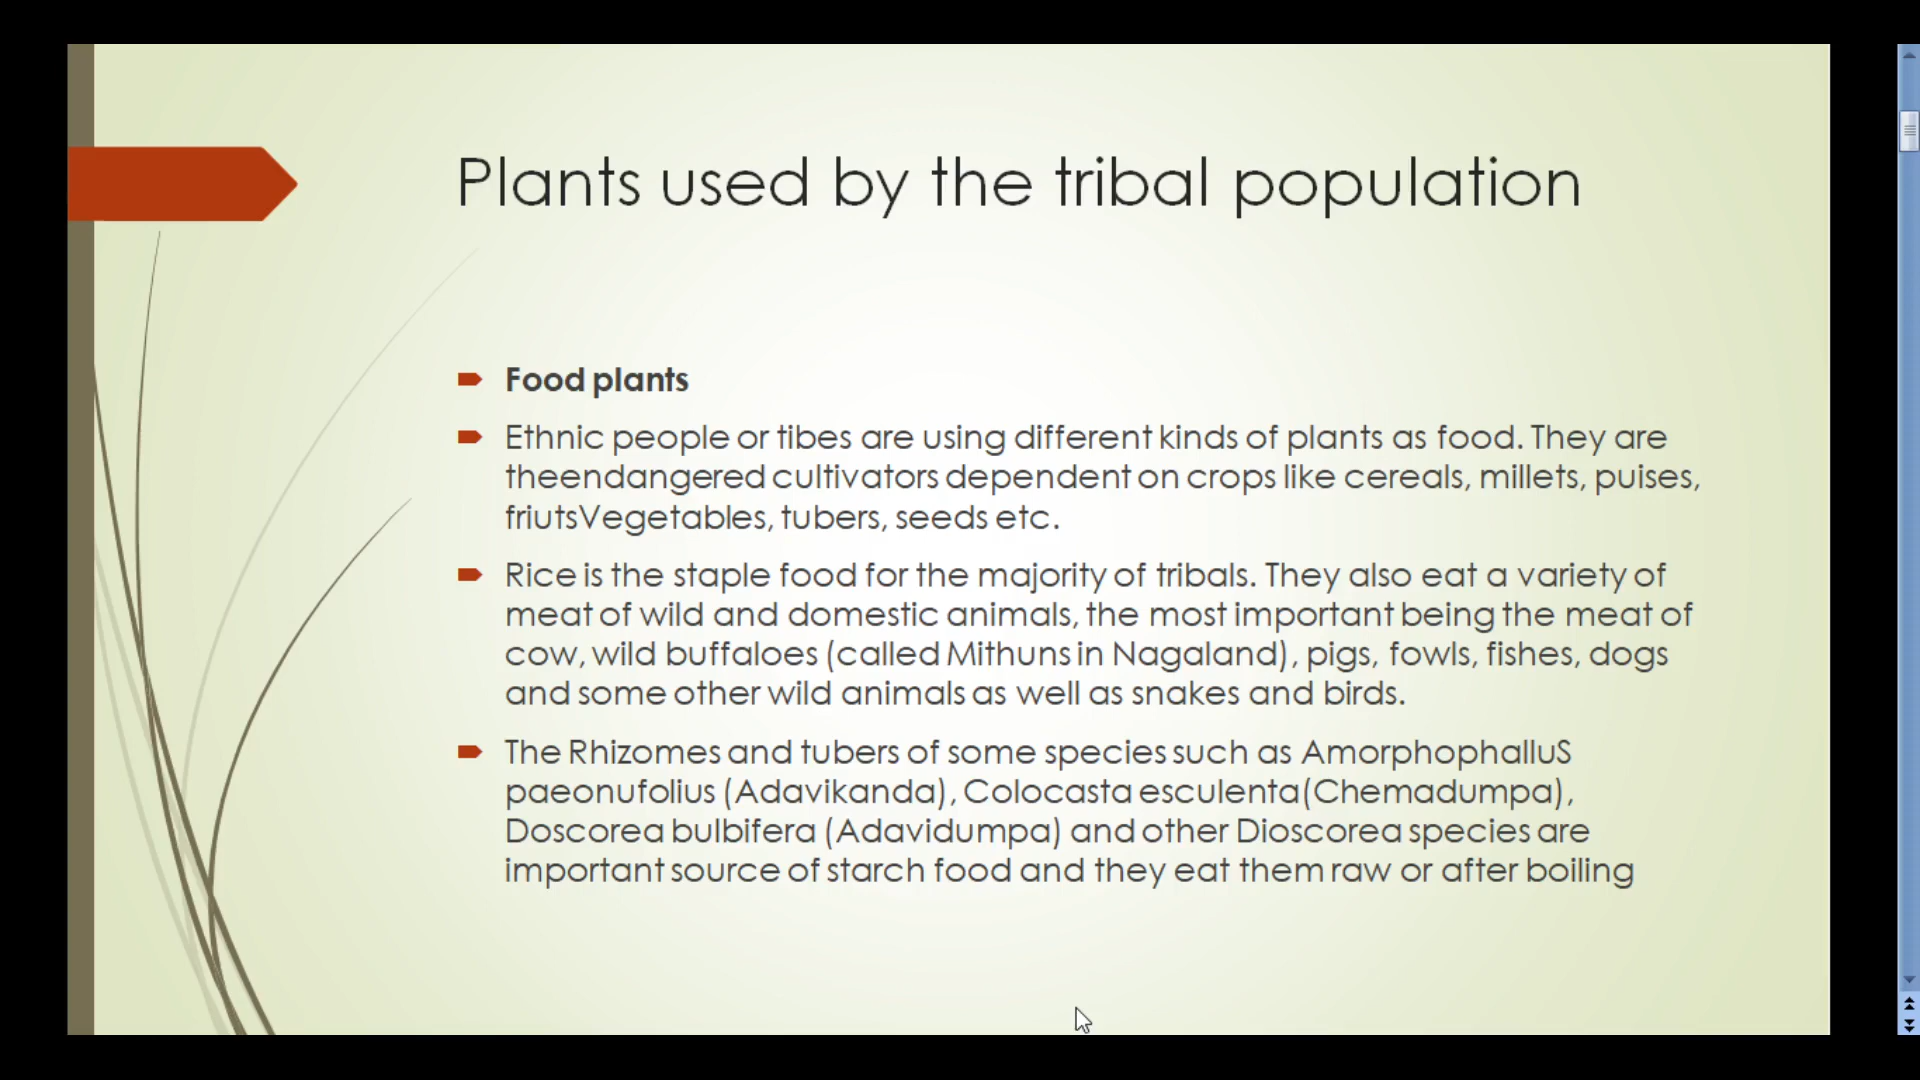 Plants used by the tribal population
Food plants
Ethnic people or tibes are using different kinds of plants as food. They are
theendangered cultivators dependent on crops like cereals, millets, puises,
friutsVegetables, tubers, seeds etc.
Rice is the staple food for the majority of tribals. They also eat a variety of
meat of wild and domestic animals, the most important being the meat of
cow, wild buffaloes (called Mithuns in Nagaland), pigs, fowls, fishes, dogs
and some other wild animals as well as snakes and birds.
The Rhizomes and tubers of some species such as AmorphophalluS
paeonufolius (Adavikanda), Colocasta esculenta(Chemadumpa),
Doscorea bulbifera (Adavidumpa) and other Dioscorea species are
important source of starch food and they eat them raw or after boiling